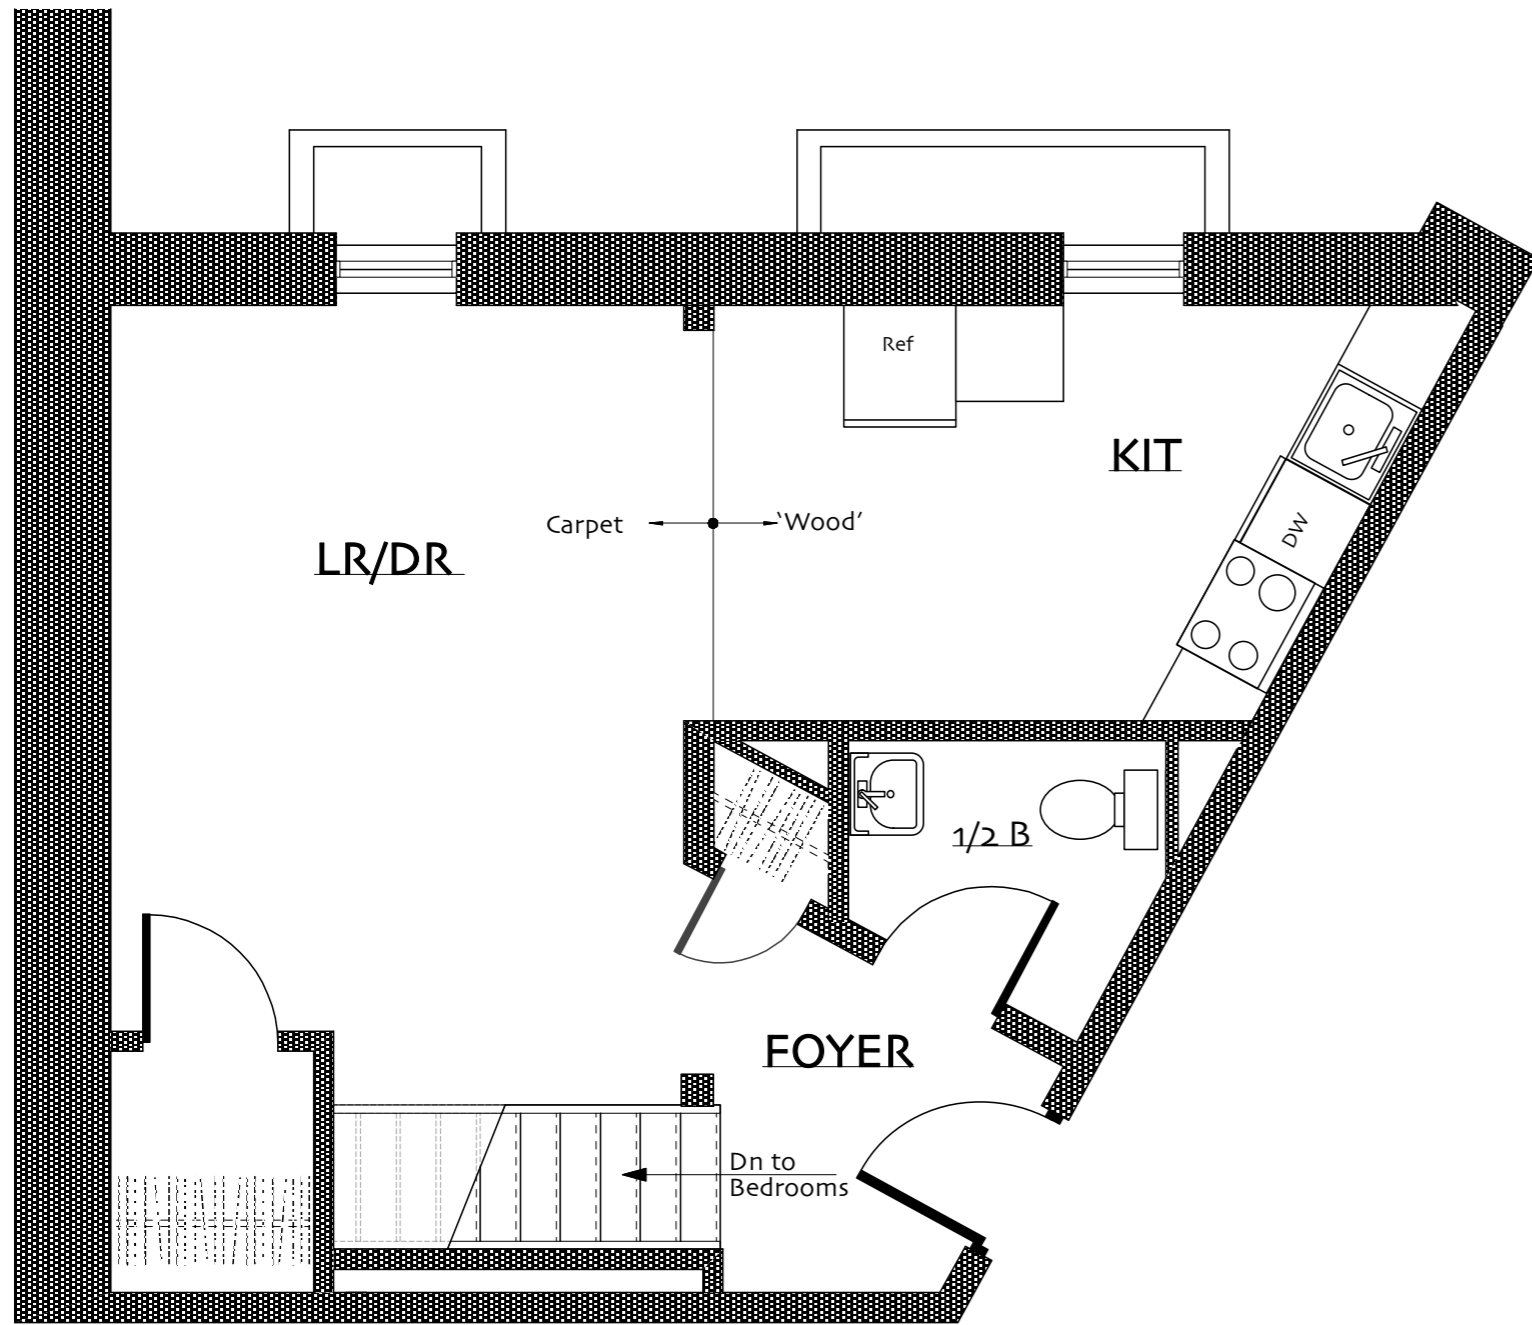 Ref
KIT
Carpet
‘Wood’
DW
LR/DR
1/2 B
FOYER
Dn to
Bedrooms